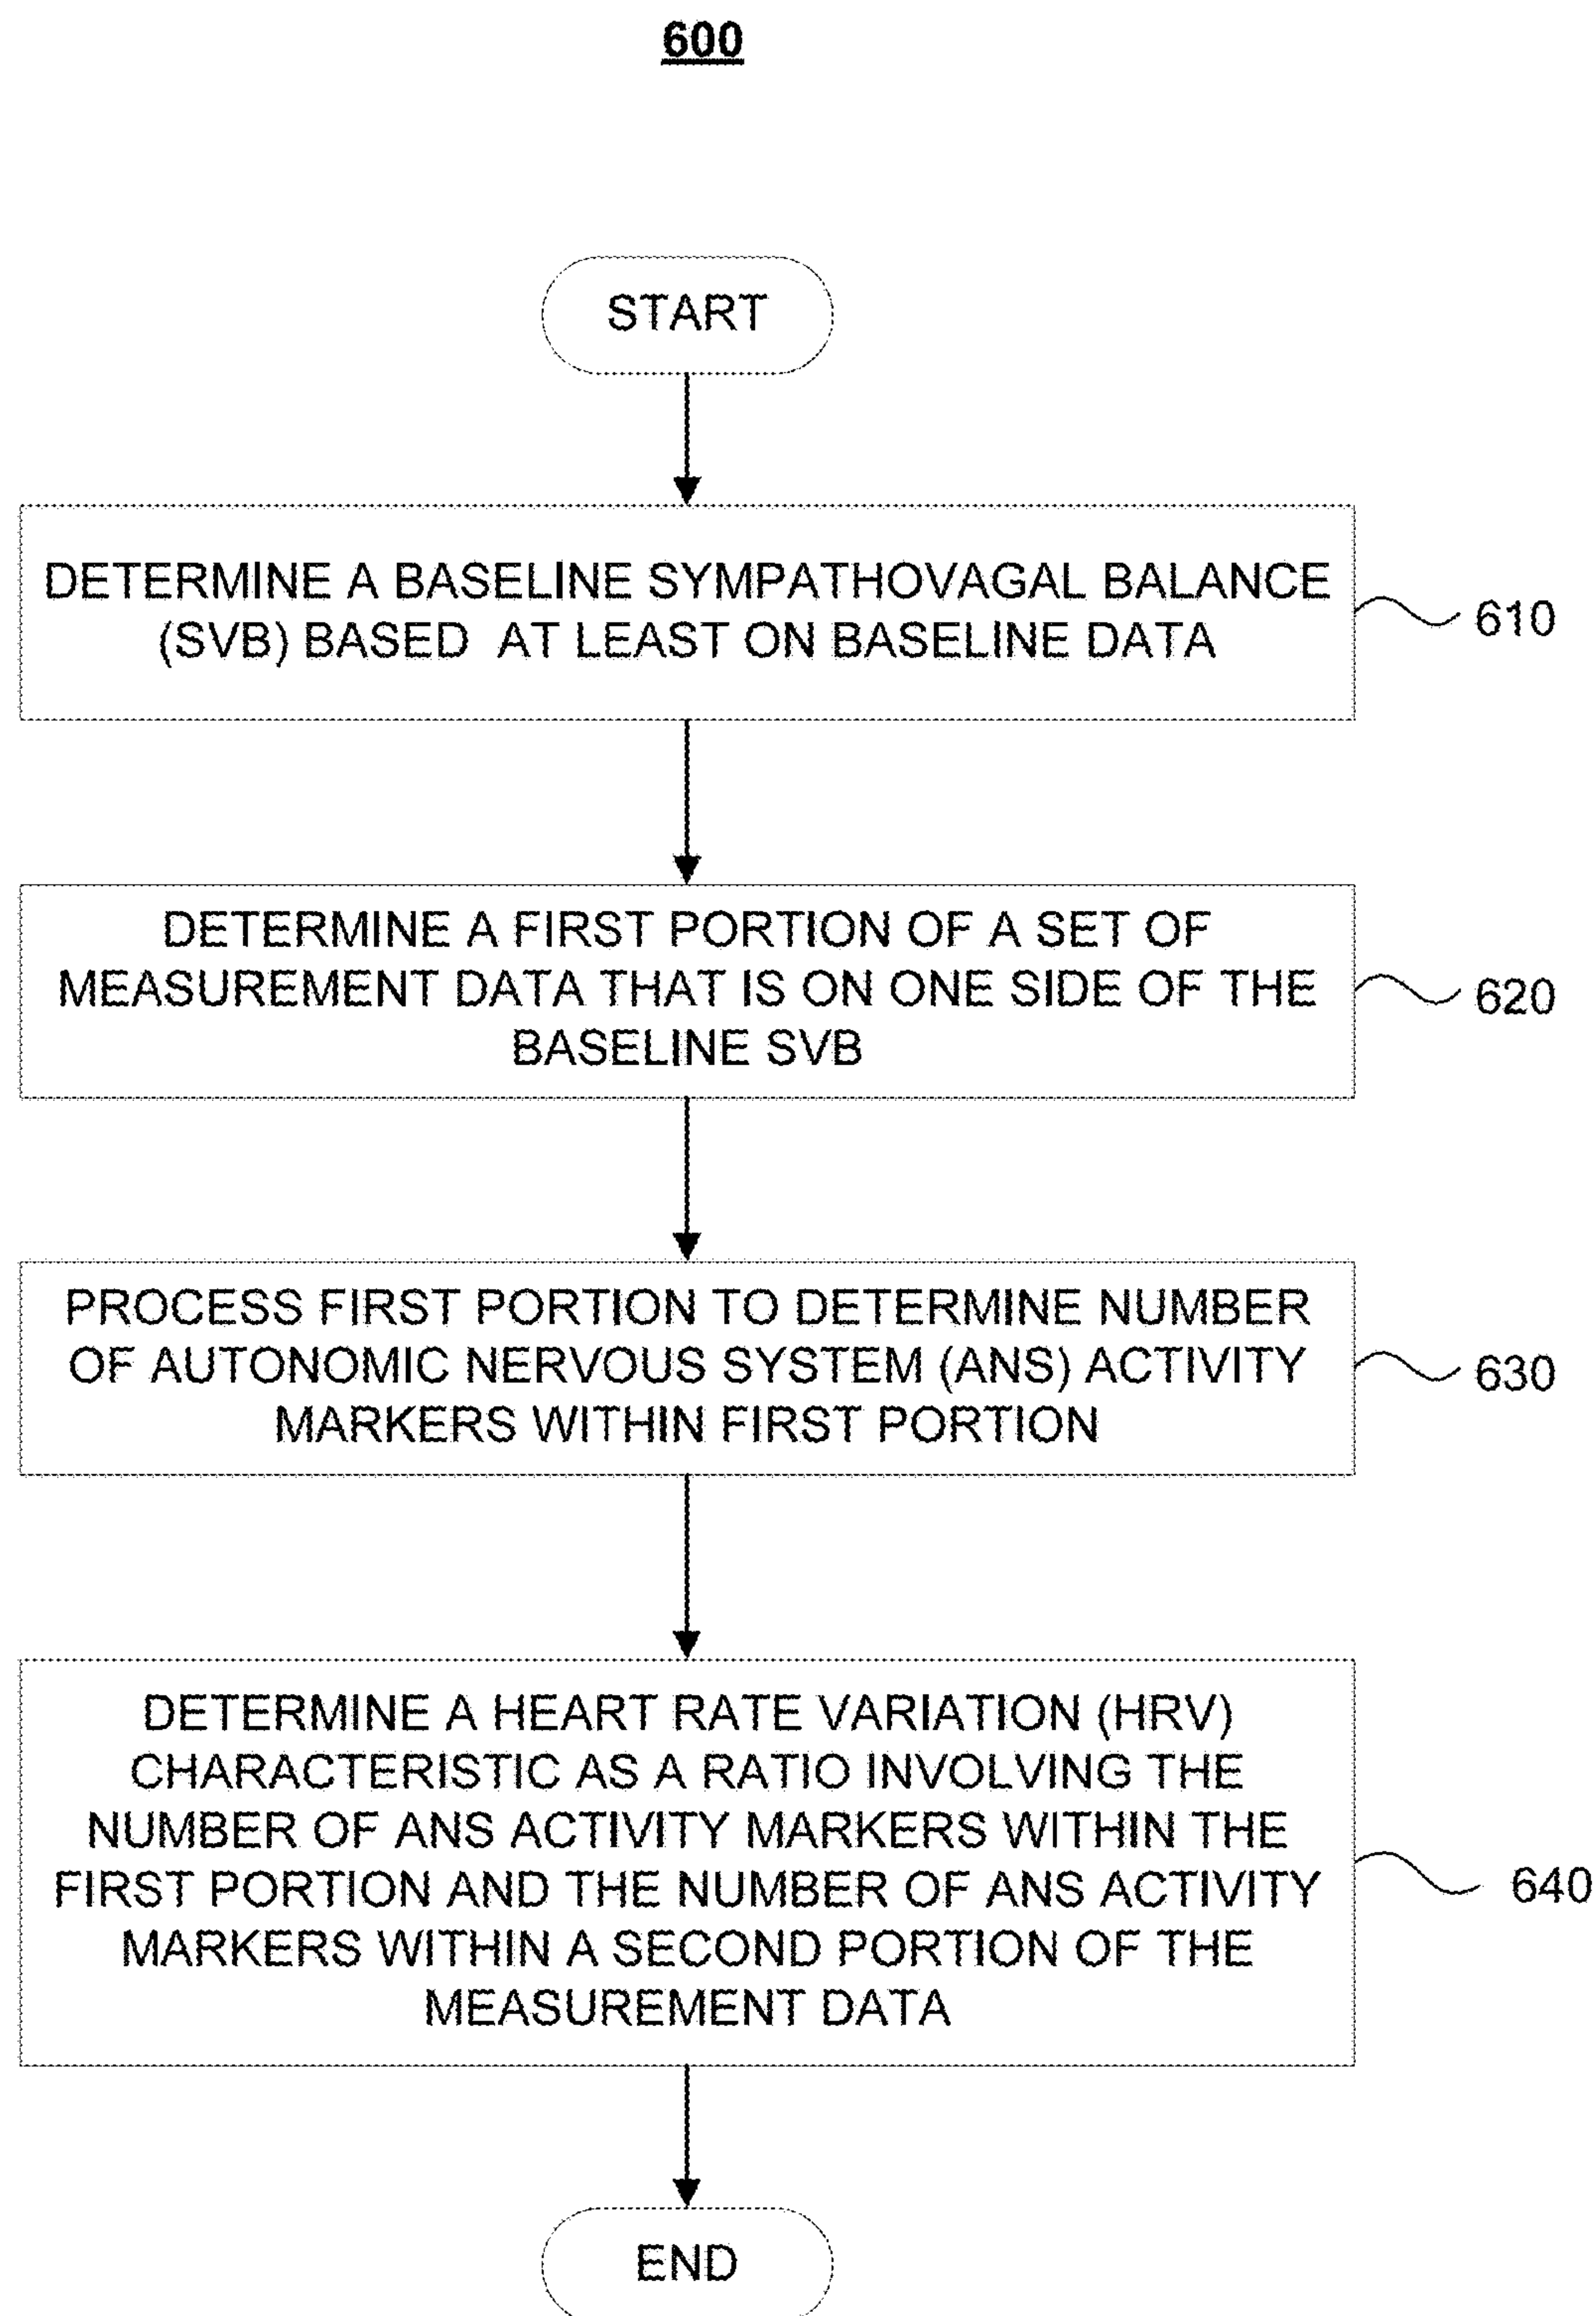 600
START
DETERMINE A BASELINE SYMPATHOVAGAL BALANCE
(SVB) BASED AT LEAST ON BASELINE DATA
610
DETERMINE A FIRST PORTION OF A SET OF
MEASUREMENT DATA THAT IS ON ONE SIDE OF THE
BASELINE SVB
620
PROCESS FIRST PORTION TO DETERMINE NUMBER
OF AUTONOMIC NERVOUS SYSTEM (ANS) ACTIVITY
MARKERS WITHIN FIRST PORTION
630
DETERMINE A HEART RATE VARIATION (HRV)
CHARACTERISTIC AS A RATIO INVOLVING THE
NUMBER OF ANS ACTIVITY MARKERS WITHIN THE
FIRST PORTION AND THE NUMBER OF ANS ACTIVITY
MARKERS WITHIN A SECOND PORTION OF THE
MEASUREMENT DATA
640
END